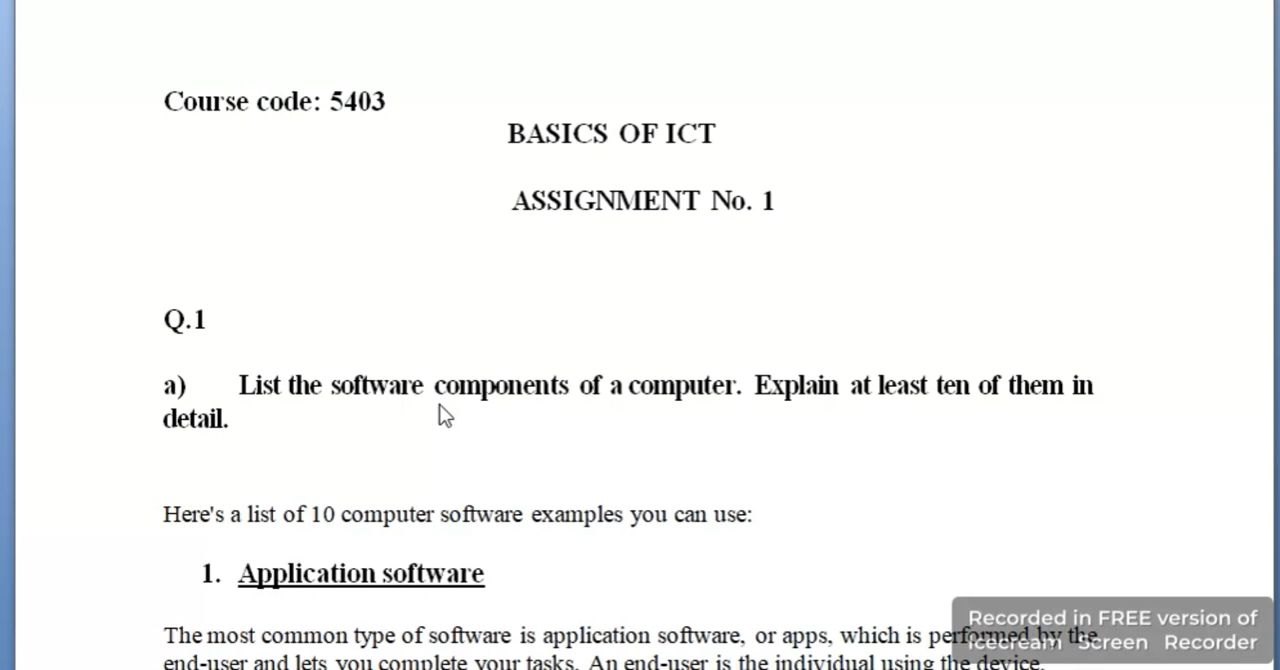 Course code: 5403
BASICS OF ICT
ASSIGNMENT No. 1
Q.1
a) List the software components of a computer. Explain at least ten of them in
detail.
Here's a list of 10 computer software examples you can use:
1. Application software
The most common type of software is application software, or apps, which is performed by the
end-user and lets you complete your tasks. An end-user is the individual using the device.
Recorded in FREE version of
Icecream Screen Recorder